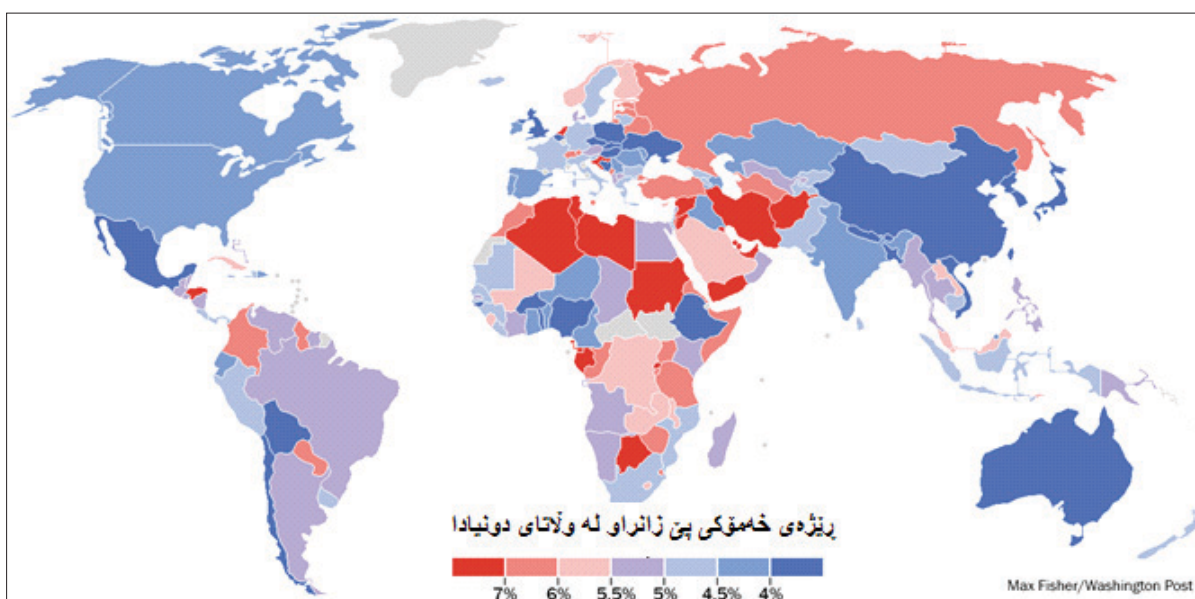 ڕێژەی خەمۆکی پێ زانراو لە وڵاتای دونیادا
7% 6% 5.5% 5% 4.5% 4%
Max Fisher/Washington Post